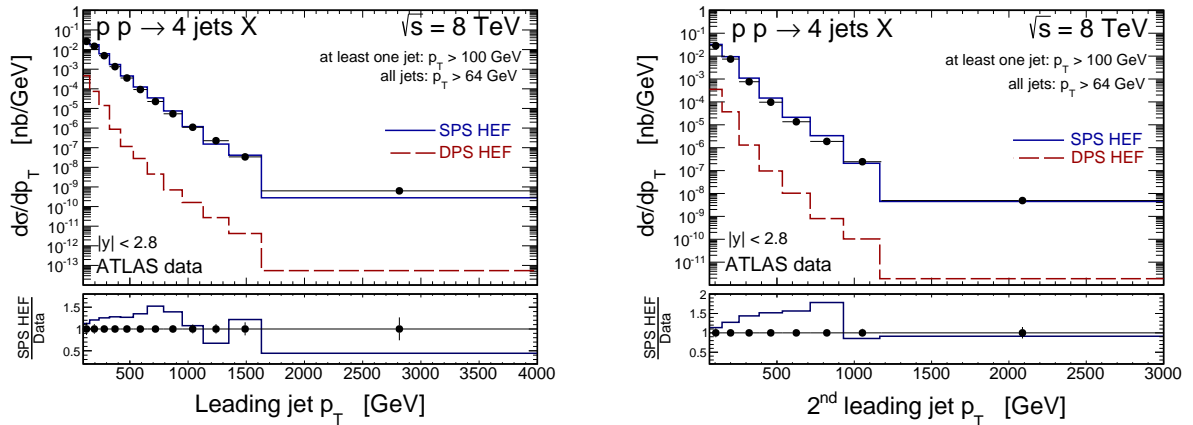 p p → 4 jets X
√s = 8 TeV
at least one jet: p_T > 100 GeV
all jets: p_T > 64 GeV
SPS HEF
DPS HEF
|y| < 2.8
ATLAS data
dσ/dp_T [nb/GeV]
10^-1
1
10^-1
10^-2
10^-3
10^-4
10^-5
10^-6
10^-7
10^-8
10^-9
10^-10
10^-11
10^-12
10^-13
SPS HEF
Data
1.5
1
0.5
500 1000 1500 2000 2500 3000 3500 4000
Leading jet p_T [GeV]
p p → 4 jets X
√s = 8 TeV
at least one jet: p_T > 100 GeV
all jets: p_T > 64 GeV
SPS HEF
DPS HEF
|y| < 2.8
ATLAS data
dσ/dp_T [nb/GeV]
1
10^-1
10^-2
10^-3
10^-4
10^-5
10^-6
10^-7
10^-8
10^-9
10^-10
10^-11
SPS HEF
Data
2
1.5
1
0.5
500 1000 1500 2000 2500 3000
2^nd leading jet p_T [GeV]